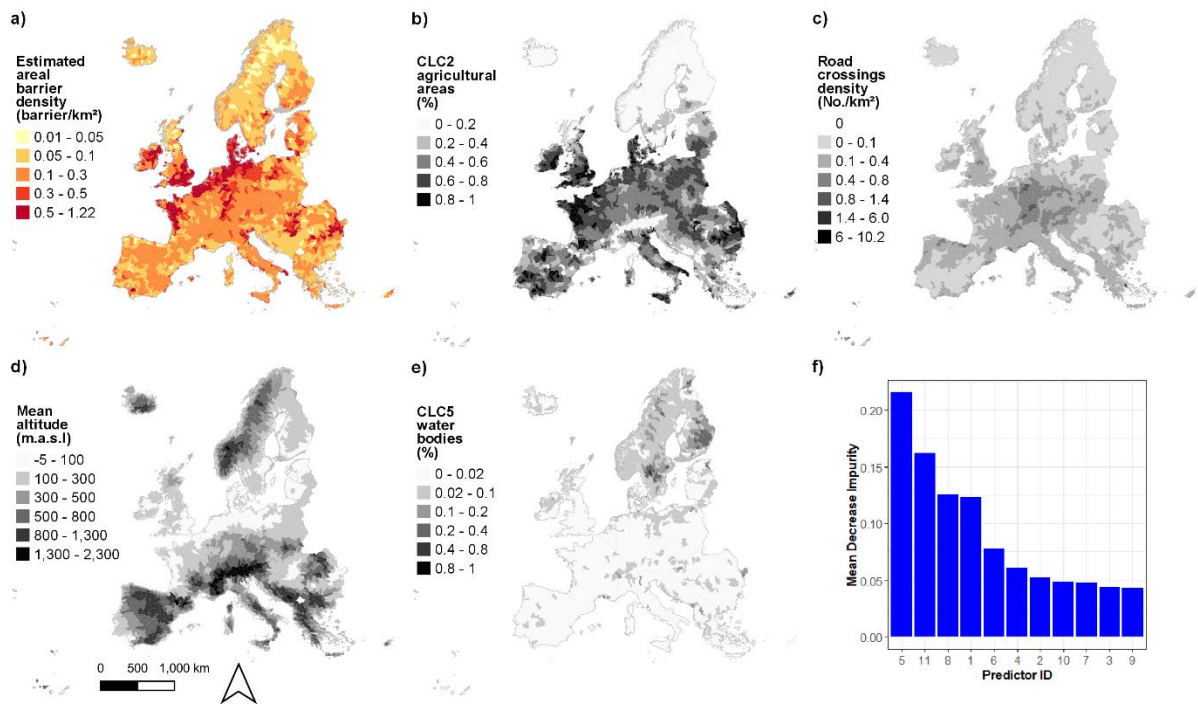 a)
Estimated
areal
barrier
density
(barrier/km²)
0.01 - 0.05
0.05 - 0.1
0.1 - 0.3
0.3 - 0.5
0.5 - 1.22
b)
CLC2
agricultural
areas
(%)
0 - 0.2
0.2 - 0.4
0.4 - 0.6
0.6 - 0.8
0.8 - 1
c)
Road
crossings
density
(No./km²)
0
0 - 0.1
0.1 - 0.4
0.4 - 0.8
0.8 - 1.4
1.4 - 6.0
6 - 10.2
d)
Mean
altitude
(m.a.s.l)
-5 - 100
100 - 300
300 - 500
500 - 800
800 - 1,300
1,300 - 2,300
0 500 1,000 km
e)
CLC5
water
bodies
(%)
0 - 0.02
0.02 - 0.1
0.1 - 0.2
0.2 - 0.4
0.4 - 0.8
0.8 - 1
f)
Mean Decrease Impurity
0.20
0.15
0.10
0.05
0.00
5 11 8 1 6 4 2 10 7 3 9
Predictor ID